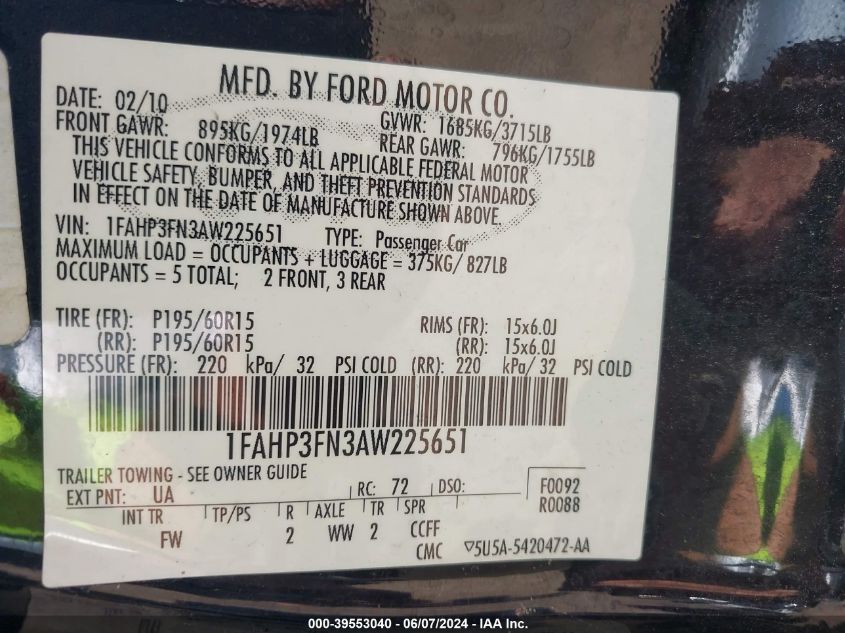 MFD. BY FORD MOTOR CO.
DATE: 02/10 GVWR: 1685KG/3715LB
FRONT GAWR: 895KG/1974LB REAR GAWR: 796KG/1755LB
THIS VEHICLE CONFORMS TO ALL APPLICABLE FEDERAL MOTOR
VEHICLE SAFETY, BUMPER, AND THEFT PREVENTION STANDARDS
IN EFFECT ON THE DATE OF MANUFACTURE SHOWN ABOVE.
VIN: 1FAHP3FN3AW225651 TYPE: Passenger Car
MAXIMUM LOAD = OCCUPANTS + LUGGAGE = 375KG/ 827LB
OCCUPANTS = 5 TOTAL; 2 FRONT, 3 REAR
TIRE (FR): P195/60R15 RIMS (FR): 15x6.0J
(RR): P195/60R15 (RR): 15x6.0J
PRESSURE (FR): 220 kPa/ 32 PSI COLD (RR): 220 kPa/ 32 PSI COLD
1FAHP3FN3AW225651
TRAILER TOWING - SEE OWNER GUIDE
EXT PNT: UA RC: 72 DSO: F0092
R0088
INT TR TP/PS R AXLE TR SPR
FW 2 WW 2 CCFF
CMC ▽5U5A-5420472-AA
000-39553040 - 06/07/2024 - IAA Inc.